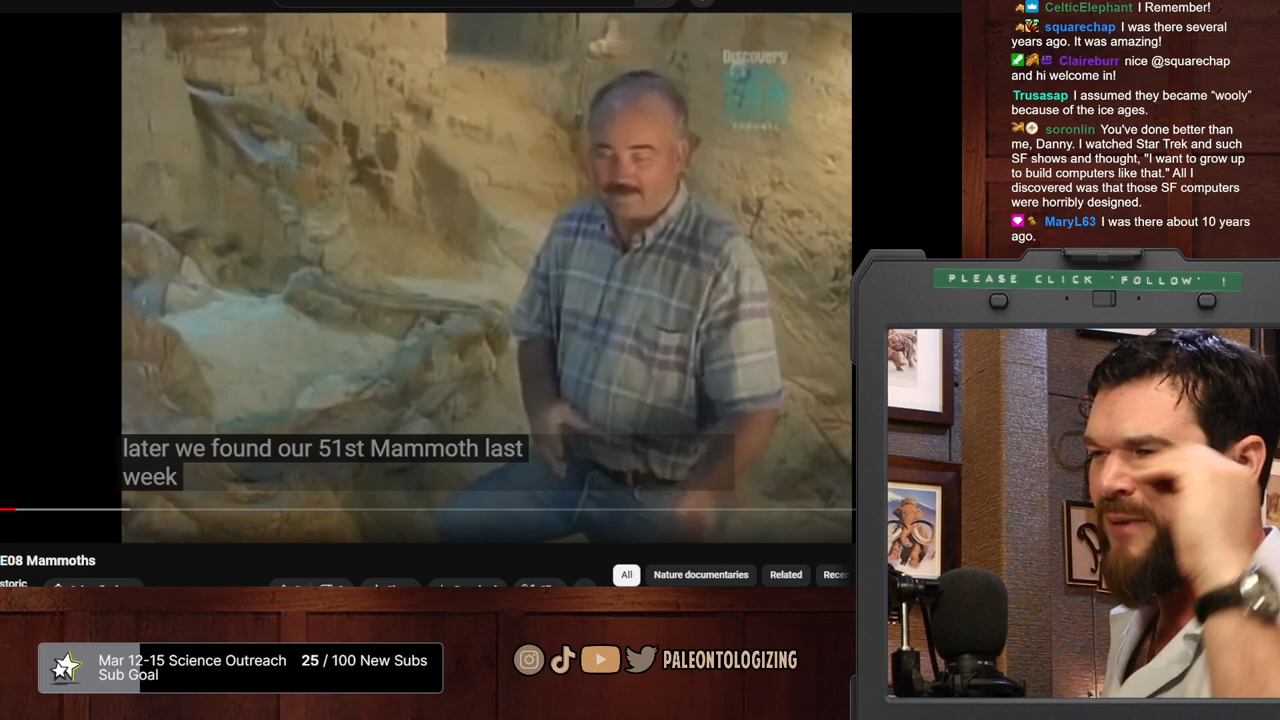 CelticElephant I Remember!
squarechap I was there several
years ago. It was amazing!
Claireburr nice @squarechap
and hi welcome in!
Trusasap I assumed they became “wooly”
because of the ice ages.
soronlin You've done better than
me, Danny. I watched Star Trek and such
SF shows and thought, "I want to grow up
to build computers like that." All I
discovered was that those SF computers
were horribly designed.
MaryL63 I was there about 10 years
ago.
Discovery
PLEASE CLICK 'FOLLOW' !
later we found our 51st Mammoth last
week
E08 Mammoths
storic
All
Nature documentaries
Related
Recen
Mar 12-15 Science Outreach
Sub Goal
25 / 100 New Subs
PALEONTOLOGIZING